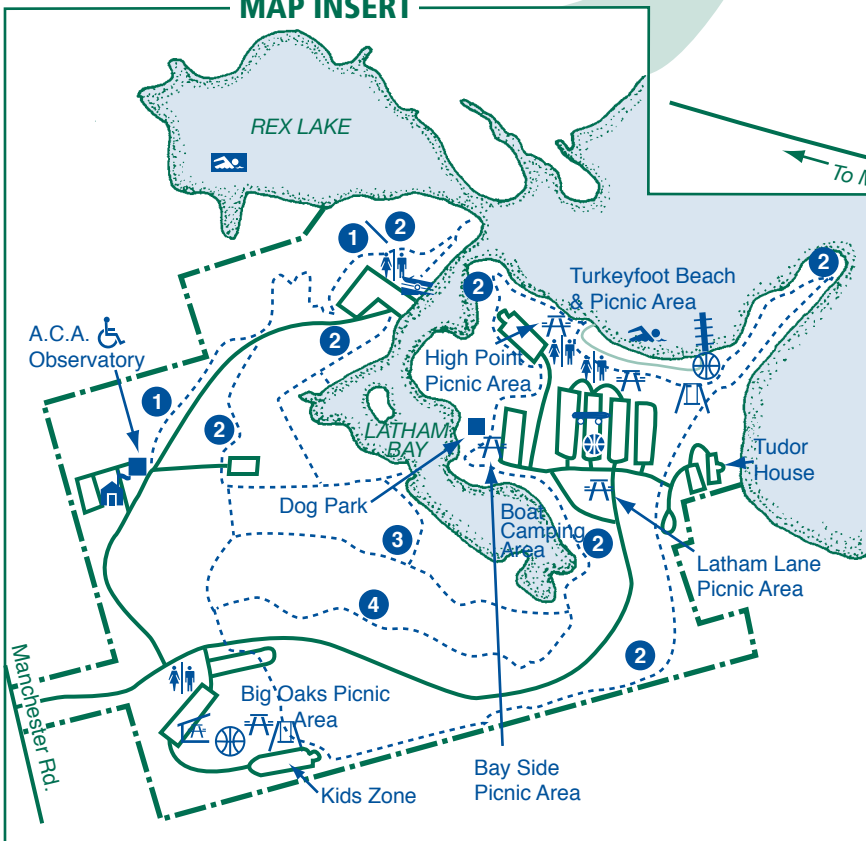 MAP INSERT
REX LAKE
To
1
2
2
2
Turkeyfoot Beach
& Picnic Area
A.C.A.
Observatory
2
High Point
Picnic Area
1
2
LATHAM
BAY
Tudor
House
Dog Park
Boat
Camping
Area
3
2
Latham Lane
Picnic Area
4
2
Manchester Rd.
Big Oaks Picnic
Area
Bay Side
Picnic Area
Kids Zone